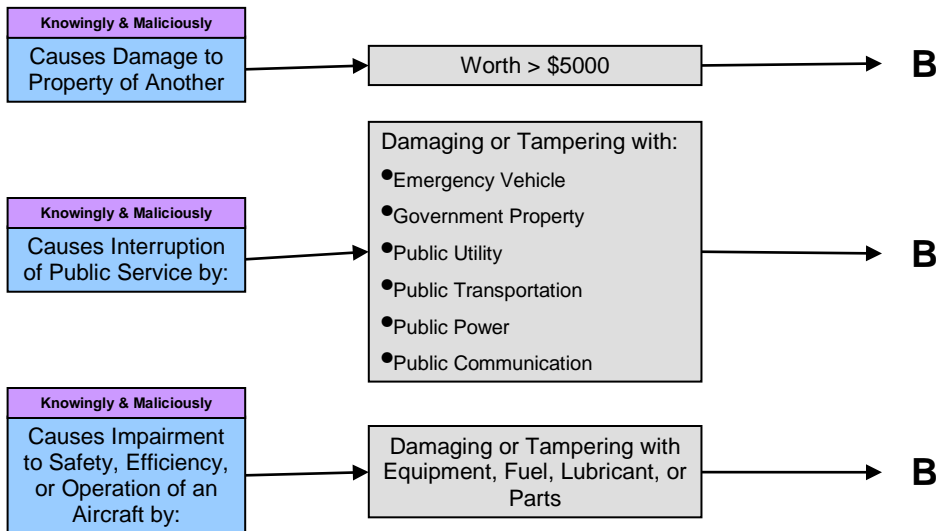 Knowingly & Maliciously
Causes Damage to
Property of Another
Worth > $5000
B
Knowingly & Maliciously
Causes Interruption
of Public Service by:
Damaging or Tampering with:
•Emergency Vehicle
•Government Property
•Public Utility
•Public Transportation
•Public Power
•Public Communication
B
Knowingly & Maliciously
Causes Impairment
to Safety, Efficiency,
or Operation of an
Aircraft by:
Damaging or Tampering with
Equipment, Fuel, Lubricant, or
Parts
B